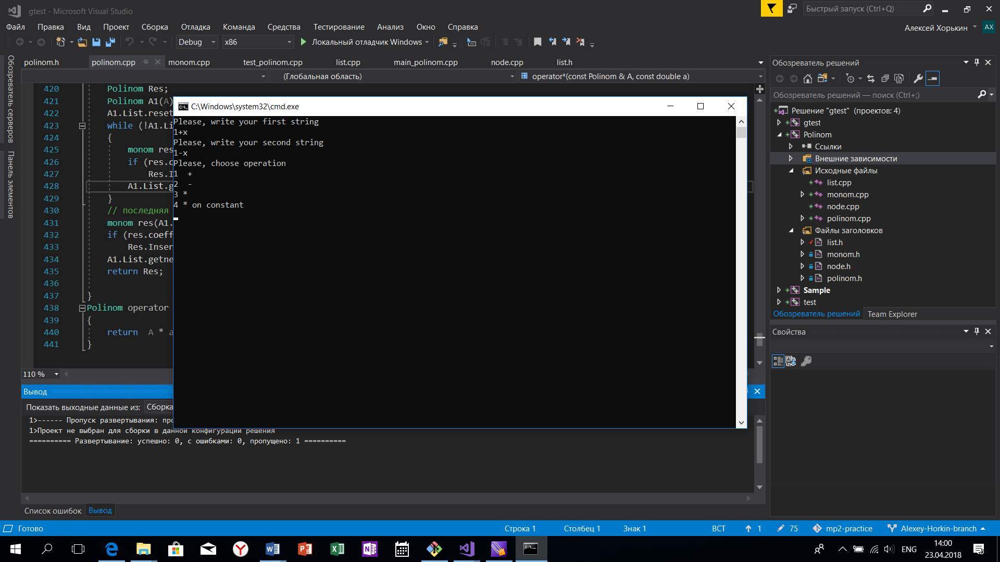 gtest - Microsoft Visual Studio
Быстрый запуск (Ctrl+Q)
Файл Правка Вид Проект Сборка Отладка Команда Средства Тестирование Анализ Окно Справка
Алексей Хорькин AX
Debug x86 Локальный отладчик Windows
Обозреватель серверов
Панель элементов
polinom.h polinom.cpp monom.cpp test_polinom.cpp list.cpp main_polinom.cpp node.cpp list.h
(Глобальная область) operator*(const Polinom & A, const double a)
420 Polinom Res;
421 Polinom A1(A)
422 A1.List.reset
423 while (!A1.Li
424 {
425 monom res
426 if (res.c
427 Res.I
428 A1.List.g
429 }
430 // последняя
431 monom res(A1.
432 if (res.coeff
433 Res.Inser
434 A1.List.getne
435 return Res;
436
437 }
438 Polinom operator
439 {
440 return A * a
441 }
110 %
C:\Windows\system32\cmd.exe
Please, write your first string
1+x
Please, write your second string
1-x
Please, choose operation
1  +
2  -
3 *
4 * on constant
Вывод
Показать выходные данные из: Сборка
1>------ Пропуск развертывания: про
1>Проект не выбран для сборки в данной конфигурации решения
========== Развертывание: успешно: 0, с ошибками: 0, пропущено: 1 ==========
Список ошибок Вывод
Обозреватель решений
Обозреватель решений — поиск (Ctrl+;)
Решение "gtest" (проектов: 4)
gtest
Polinom
Ссылки
Внешние зависимости
Исходные файлы
list.cpp
monom.cpp
node.cpp
polinom.cpp
Файлы заголовков
list.h
monom.h
node.h
polinom.h
Sample
test
Обозреватель решений Team Explorer
Свойства
Готово Строка 1 Столбец 1 Знак 1 ВСТ 1 75 mp2-practice Alexey-Horkin-branch
ENG 14:00
23.04.2018